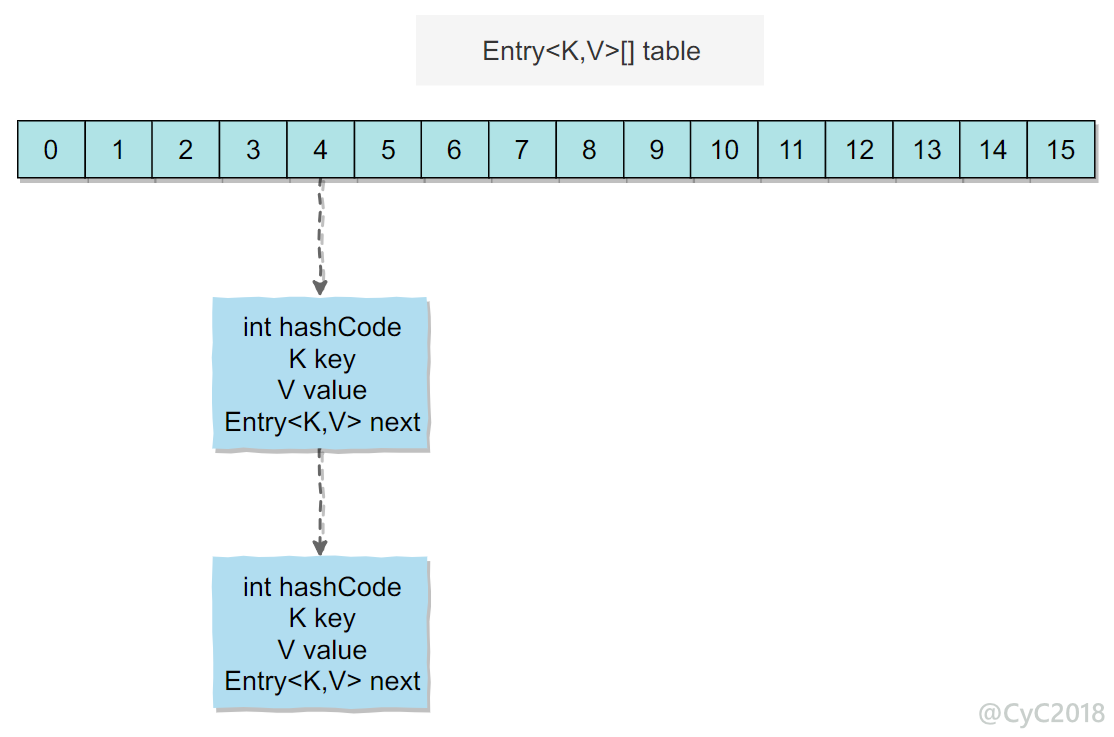 Entry<K,V>[] table
0 1 2 3 4 5 6 7 8 9 10 11 12 13 14 15
int hashCode
K key
V value
Entry<K,V> next
int hashCode
K key
V value
Entry<K,V> next
@CyC2018